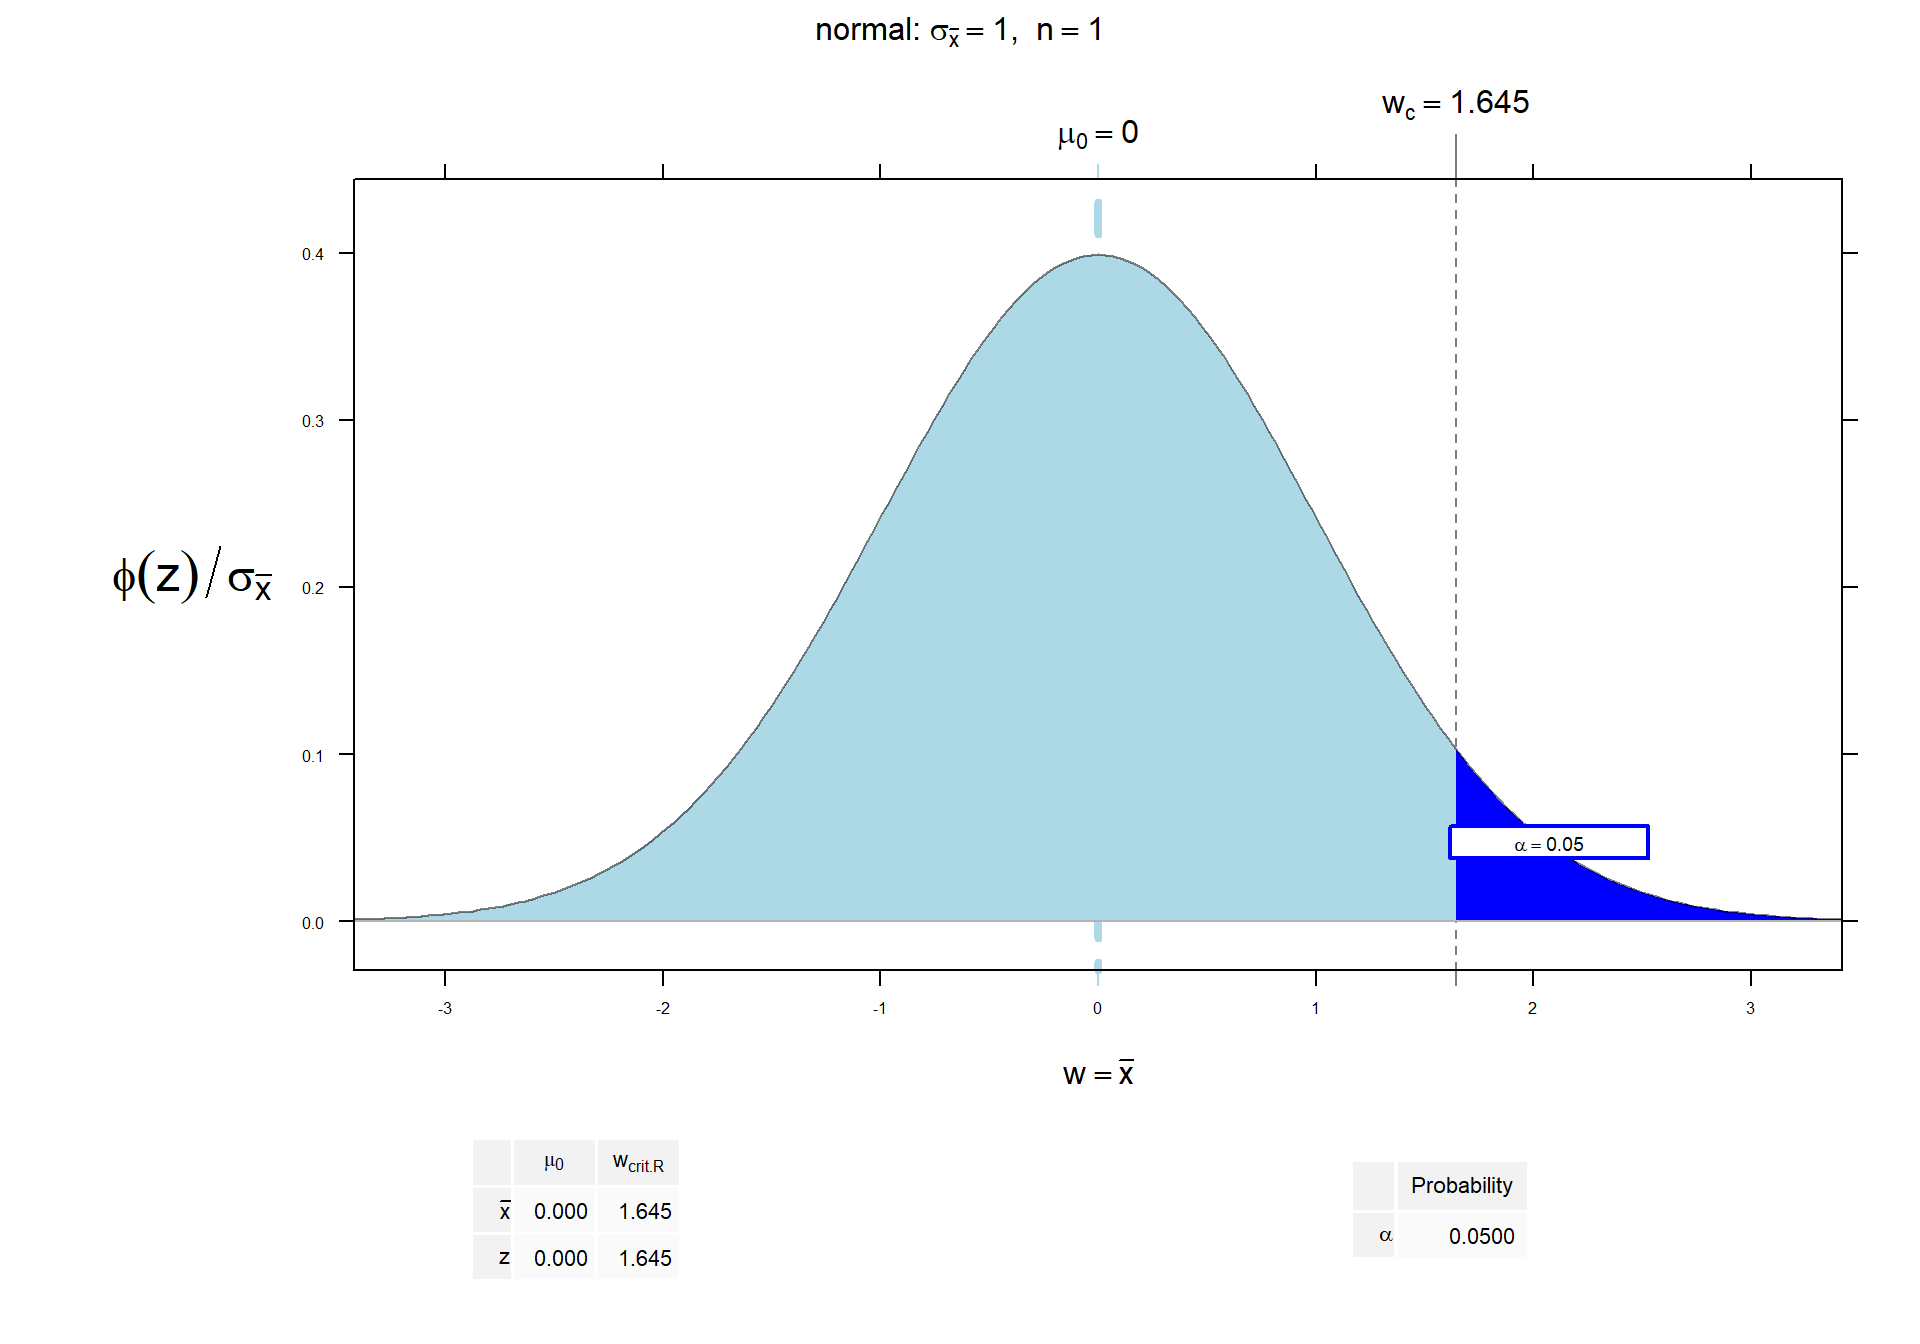 normal: σx̄ = 1, n = 1
wc = 1.645
μ0 = 0
0.4
0.3
0.2
0.1
0.0
ϕ(z)/σx̄
α = 0.05
-3 -2 -1 0 1 2 3
w = x̄
μ0 wcrit.R
x̄ 0.000 1.645
z 0.000 1.645
Probability
α 0.0500